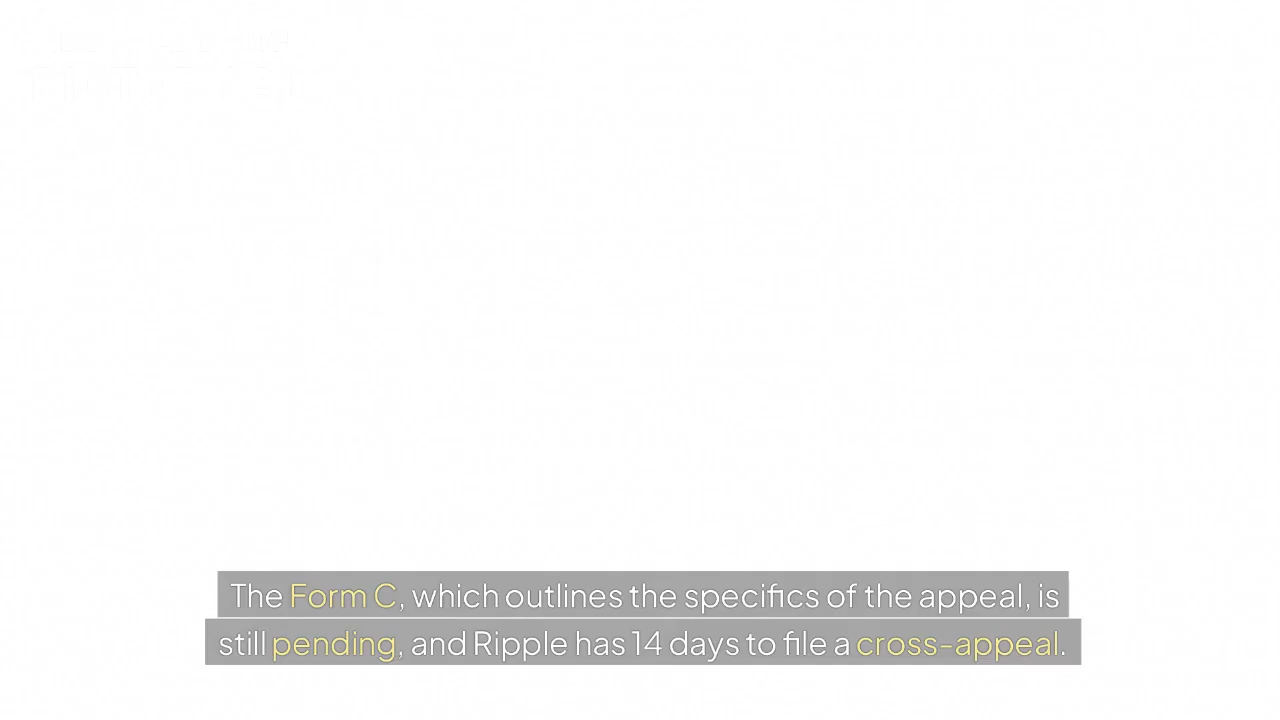 The Form C, which outlines the specifics of the appeal, is
still pending, and Ripple has 14 days to file a cross-appeal.